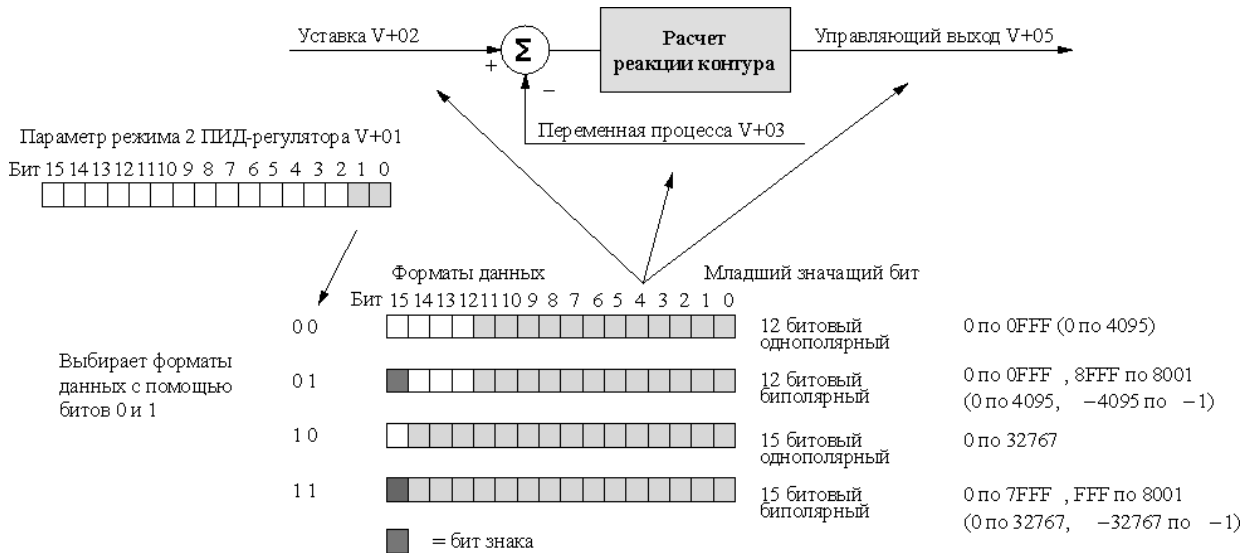 Уставка V+02
Σ
+
−
Расчет
реакции контура
Управляющий выход V+05
Переменная процесса V+03
Параметр режима 2 ПИД-регулятора V+01
Бит 15 14 13 12 11 10 9 8 7 6 5 4 3 2 1 0
Форматы данных
Младший значащий бит
Бит 15 14 13 12 11 10 9 8 7 6 5 4 3 2 1 0
Выбирает форматы
данных с помощью
битов 0 и 1
0 0
12 битовый
однополярный
0 по 0FFF (0 по 4095)
0 1
12 битовый
биполярный
0 по 0FFF , 8FFF по 8001
(0 по 4095, −4095 по −1)
1 0
15 битовый
однополярный
0 по 32767
1 1
15 битовый
биполярный
0 по 7FFF , FFF по 8001
(0 по 32767, −32767 по −1)
= бит знака